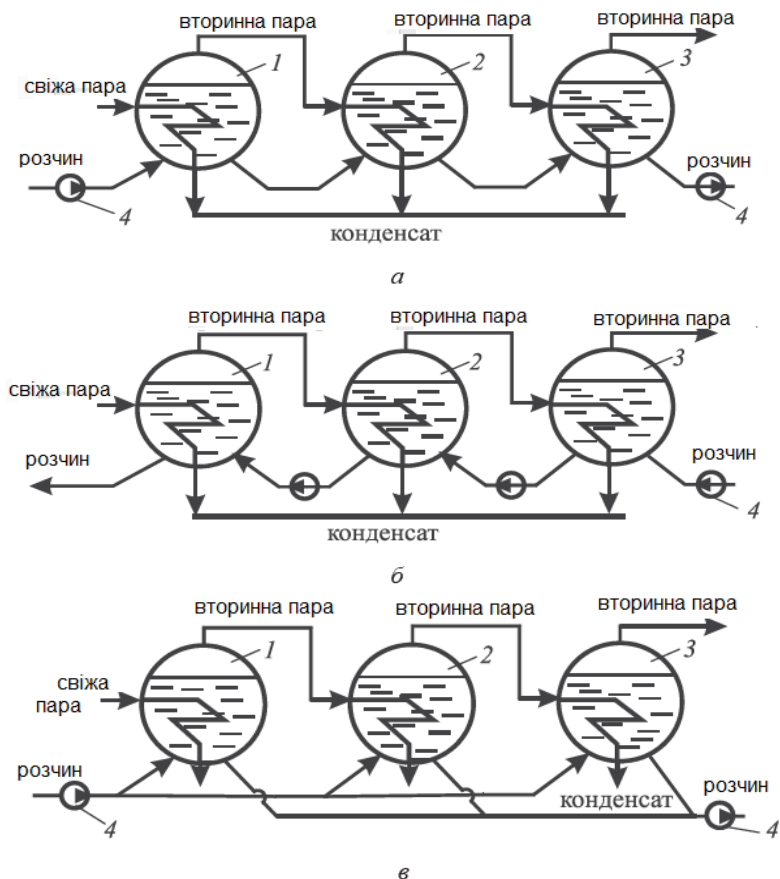 вторинна пара
вторинна пара
вторинна пара
1
2
3
свіжа пара
розчин
розчин
4
4
конденсат
а
вторинна пара
вторинна пара
вторинна пара
1
2
3
свіжа пара
розчин
розчин
4
конденсат
б
вторинна пара
вторинна пара
вторинна пара
1
2
3
свіжа
пара
розчин
розчин
конденсат
4
4
в